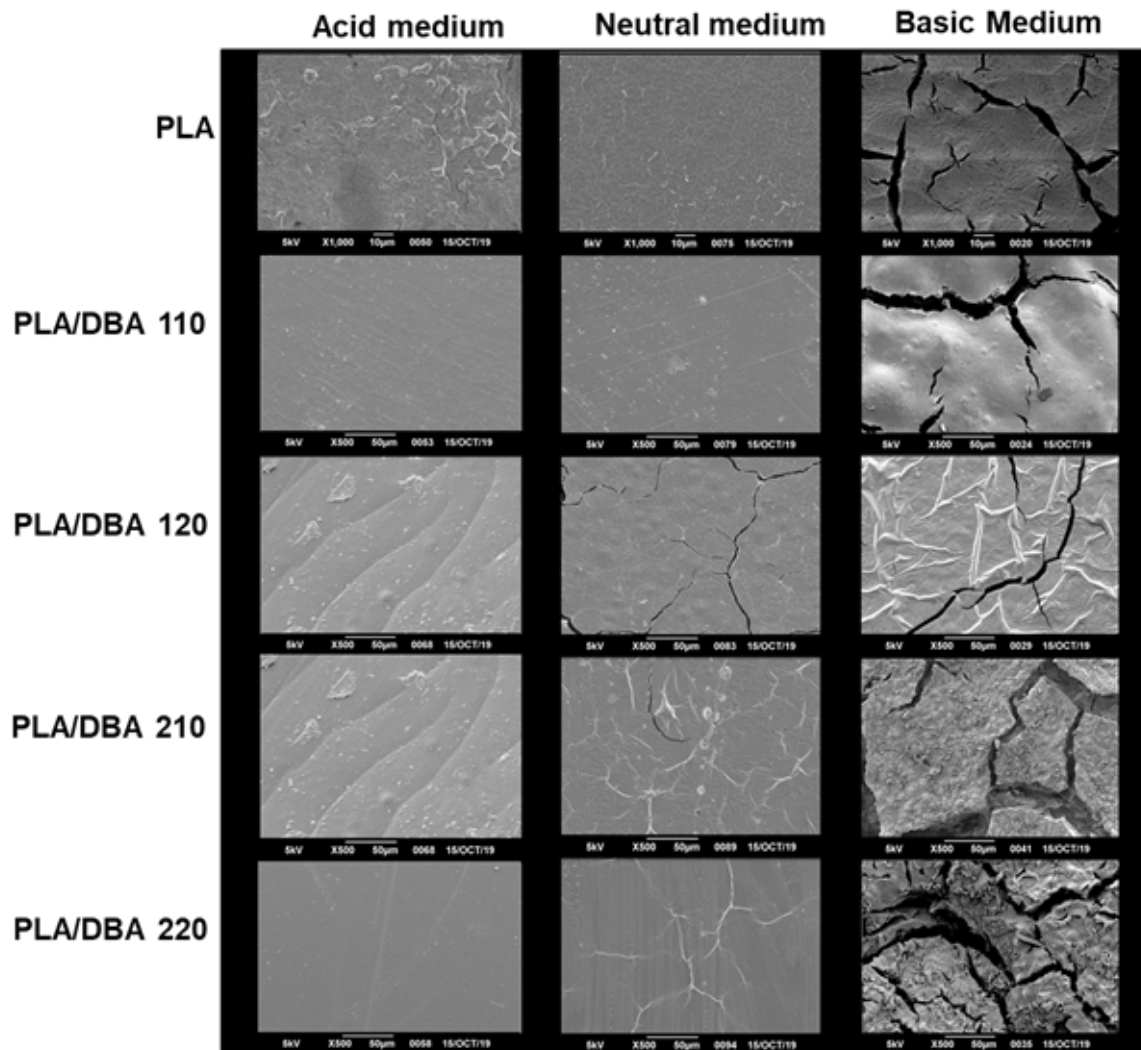 Acid medium Neutral medium Basic Medium
PLA
5kV X1,000 10µm 0050 15/OCT/19 5kV X1,000 10µm 0075 15/OCT/19 5kV X1,000 10µm 0020 15/OCT/19
PLA/DBA 110
5kV X500 50µm 0053 15/OCT/19 5kV X500 50µm 0079 15/OCT/19 5kV X500 50µm 0024 15/OCT/19
PLA/DBA 120
5kV X500 50µm 0068 15/OCT/19 5kV X500 50µm 0083 15/OCT/19 5kV X500 50µm 0029 15/OCT/19
PLA/DBA 210
5kV X500 50µm 0068 15/OCT/19 5kV X500 50µm 0089 15/OCT/19 5kV X500 50µm 0041 15/OCT/19
PLA/DBA 220
5kV X500 50µm 0058 15/OCT/19 5kV X500 50µm 0094 15/OCT/19 5kV X500 50µm 0035 15/OCT/19